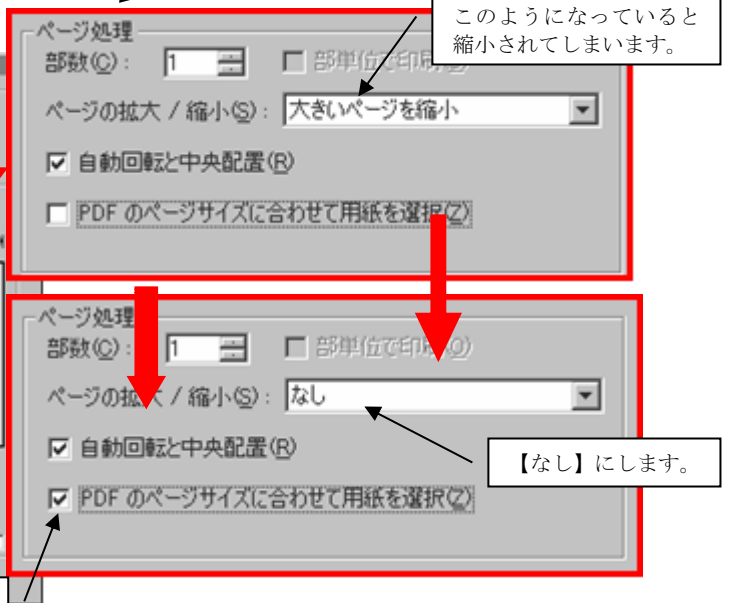 このようになっていると
縮小されてしまいます。
ページ処理
部数(C): 1 部単位で印刷(O)
ページの拡大 / 縮小(S): 大きいページを縮小
自動回転と中央配置(R)
PDF のページサイズに合わせて用紙を選択(Z)
ページ処理
部数(C): 1 部単位で印刷(O)
ページの拡大 / 縮小(S): なし
自動回転と中央配置(R)
【なし】にします。
PDF のページサイズに合わせて用紙を選択(Z)